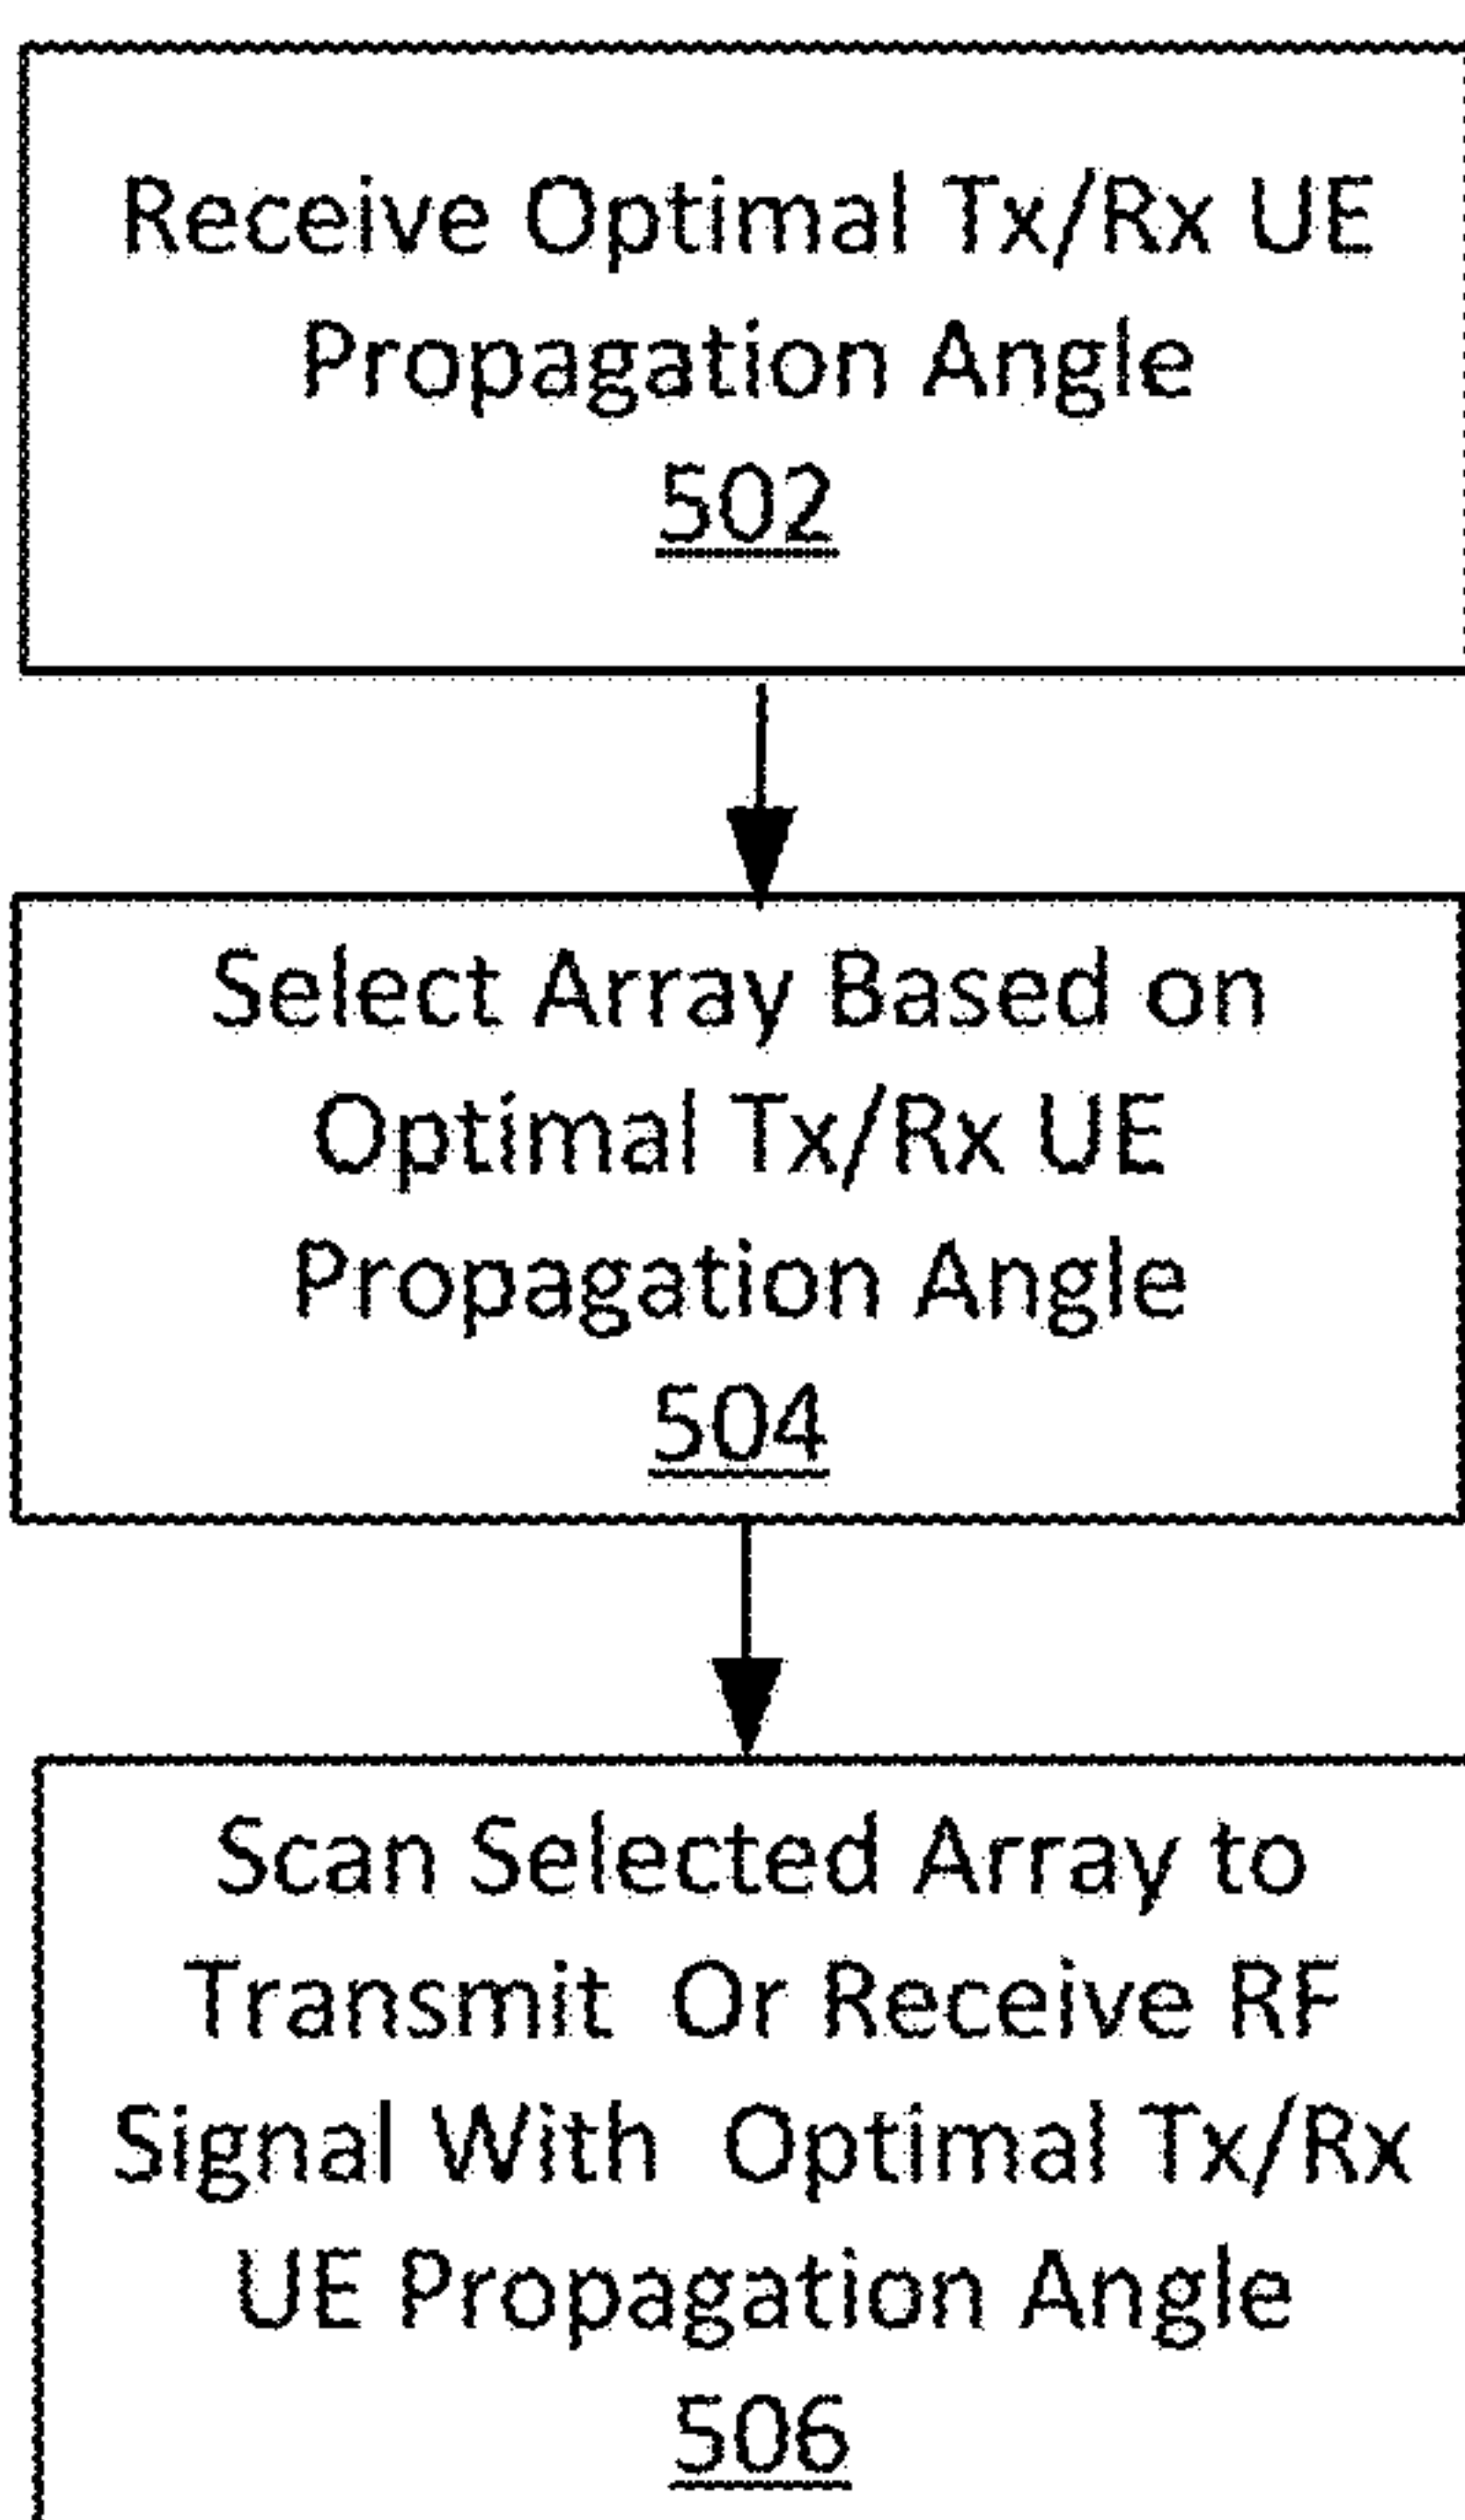 Receive Optimal Tx/Rx UE
Propagation Angle
502
Select Array Based on
Optimal Tx/Rx UE
Propagation Angle
504
Scan Selected Array to
Transmit Or Receive RF
Signal With Optimal Tx/Rx
UE Propagation Angle
506